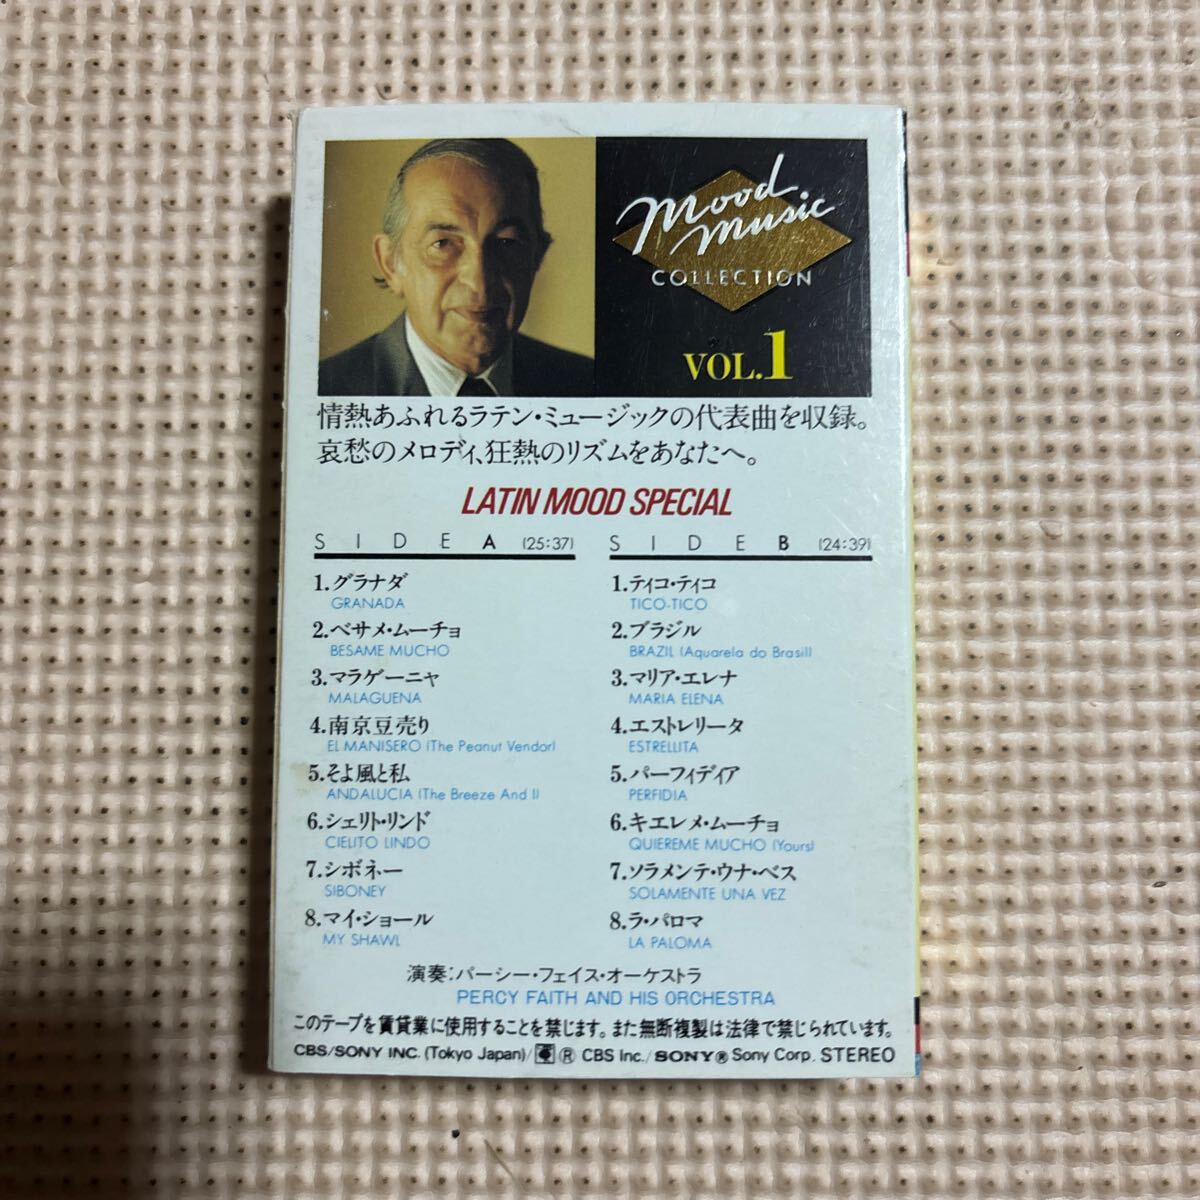 Mood
Music
COLLECTION
VOL.1
情熱あふれるラテン・ミュージックの代表曲を収録。
哀愁のメロディ、狂熱のリズムをあなたへ。
LATIN MOOD SPECIAL
SIDE A (25:37)
1.グラナダ
GRANADA
2.ベサメ・ムーチョ
BESAME MUCHO
3.マラゲーニャ
MALAGUENA
4.南京豆売り
EL MANISERO (The Peanut Vendor)
5.そよ風と私
ANDALUCIA (The Breeze And I)
6.シェリト・リンド
CIELITO LINDO
7.シボネー
SIBONEY
8.マイ・ショール
MY SHAWL
SIDE B (24:39)
1.ティコ・ティコ
TICO-TICO
2.ブラジル
BRAZIL (Aquarela do Brasil)
3.マリア・エレナ
MARIA ELENA
4.エストレリータ
ESTRELLITA
5.パーフィディア
PERFIDIA
6.キエレメ・ムーチョ
QUIEREME MUCHO (Yours)
7.ソラメンテ・ウナ・ベス
SOLAMENTE UNA VEZ
8.ラ・パロマ
LA PALOMA
演奏:パーシー・フェイス・オーケストラ
PERCY FAITH AND HIS ORCHESTRA
このテープを賃貸業に使用することを禁じます。また無断複製は法律で禁じられています。
CBS/SONY INC. (Tokyo Japan)/ ® CBS Inc./SONY® Sony Corp. STEREO